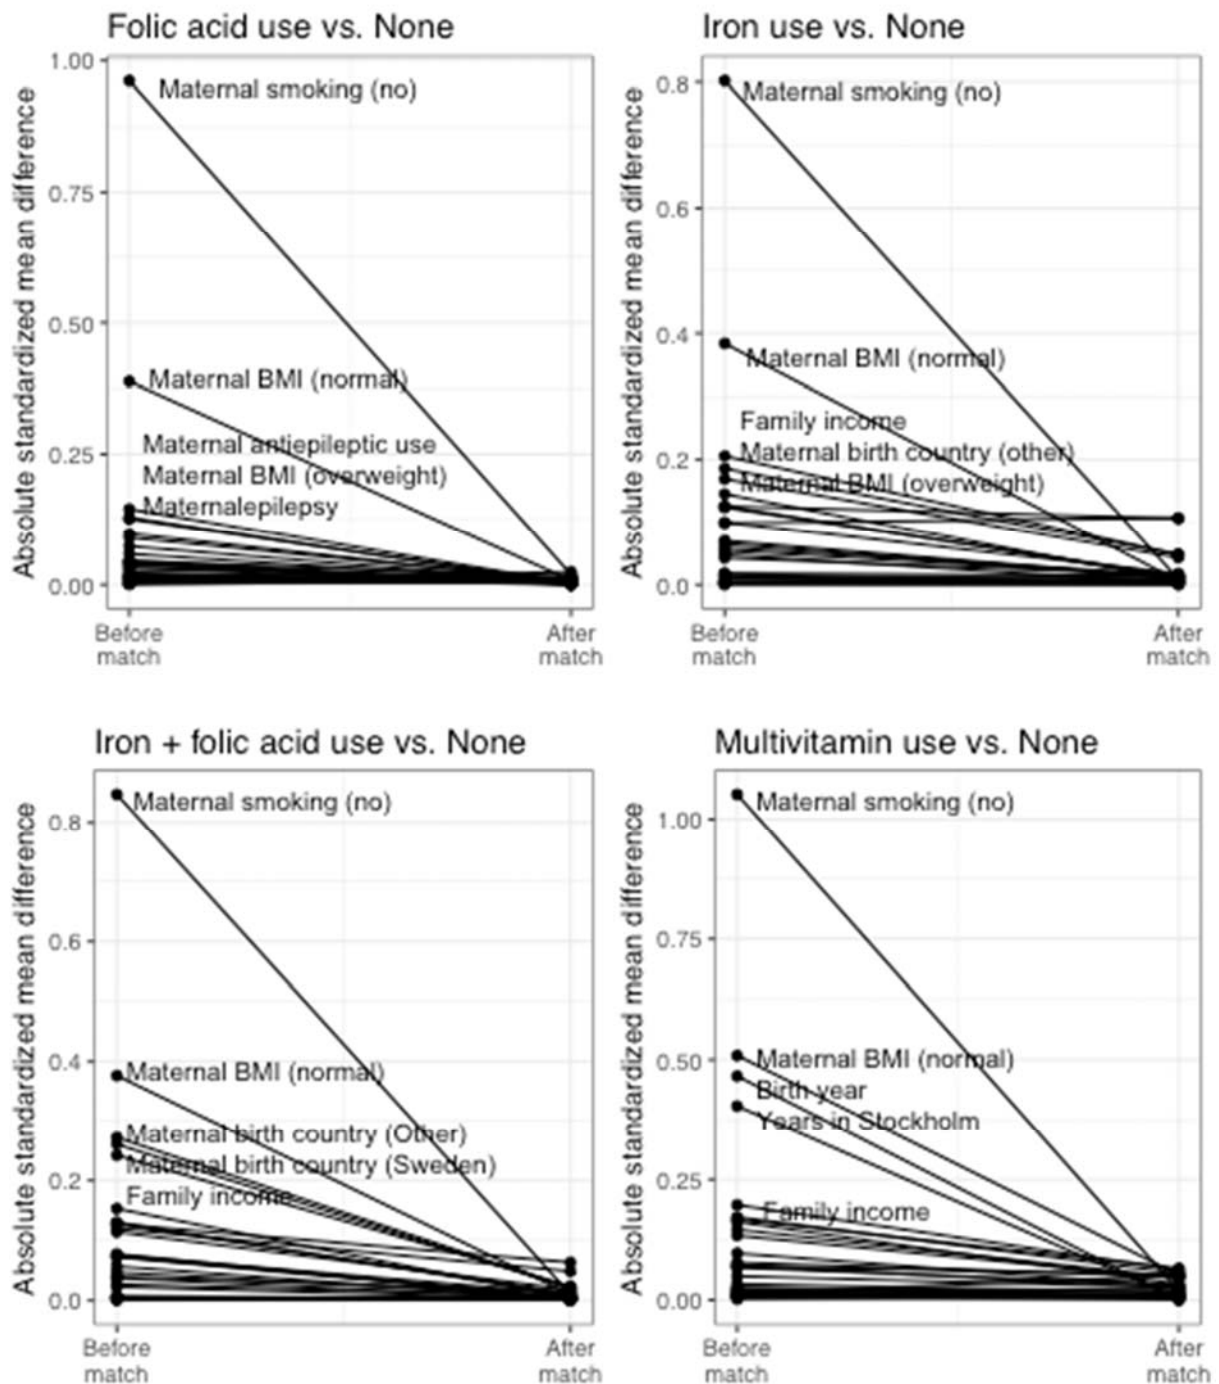 Folic acid use vs. None
Absolute standardized mean difference
1.00
0.75
0.50
0.25
0.00
Maternal smoking (no)
Maternal BMI (normal)
Maternal antiepileptic use
Maternal BMI (overweight)
Maternalepilepsy
Before
match
After
match
Iron use vs. None
Absolute standardized mean difference
0.8
0.6
0.4
0.2
0.0
Maternal smoking (no)
Maternal BMI (normal)
Family income
Maternal birth country (other)
Maternal BMI (overweight)
Before
match
After
match
Iron + folic acid use vs. None
Absolute standardized mean difference
0.8
0.6
0.4
0.2
0.0
Maternal smoking (no)
Maternal BMI (normal)
Maternal birth country (Other)
Maternal birth country (Sweden)
Family income
Before
match
After
match
Multivitamin use vs. None
Absolute standardized mean difference
1.00
0.75
0.50
0.25
0.00
Maternal smoking (no)
Maternal BMI (normal)
Birth year
Years in Stockholm
Family income
Before
match
After
match